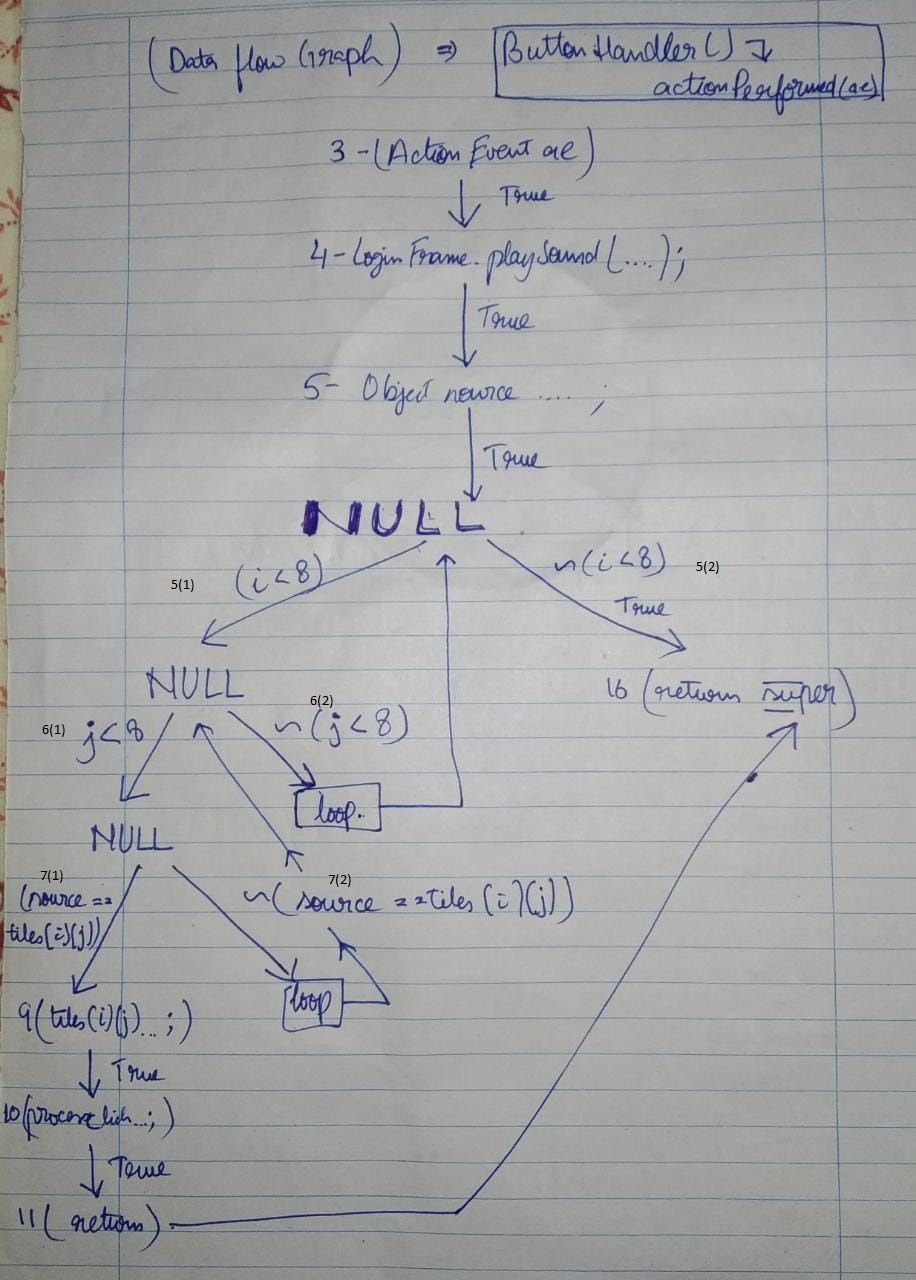 (Data flow Graph) ⇒ ButtonHandler() ↴
actionPerformed(ae)
3-(Action Event ae)
True
4-LoginFrame.playSound(....);
True
5- Object source .... ;
True
NULL
5(1) (i<8) ~(i<8) 5(2)
True
NULL 16 (return super)
6(1) j<8 6(2) ~(j<8)
loop.
NULL
7(1) 7(2)
(source == ~(source ==tiles(i)(j))
tiles(i)(j))
9(tiles(i)(j)...;) loop
True
10(processclick...;)
True
11( return)